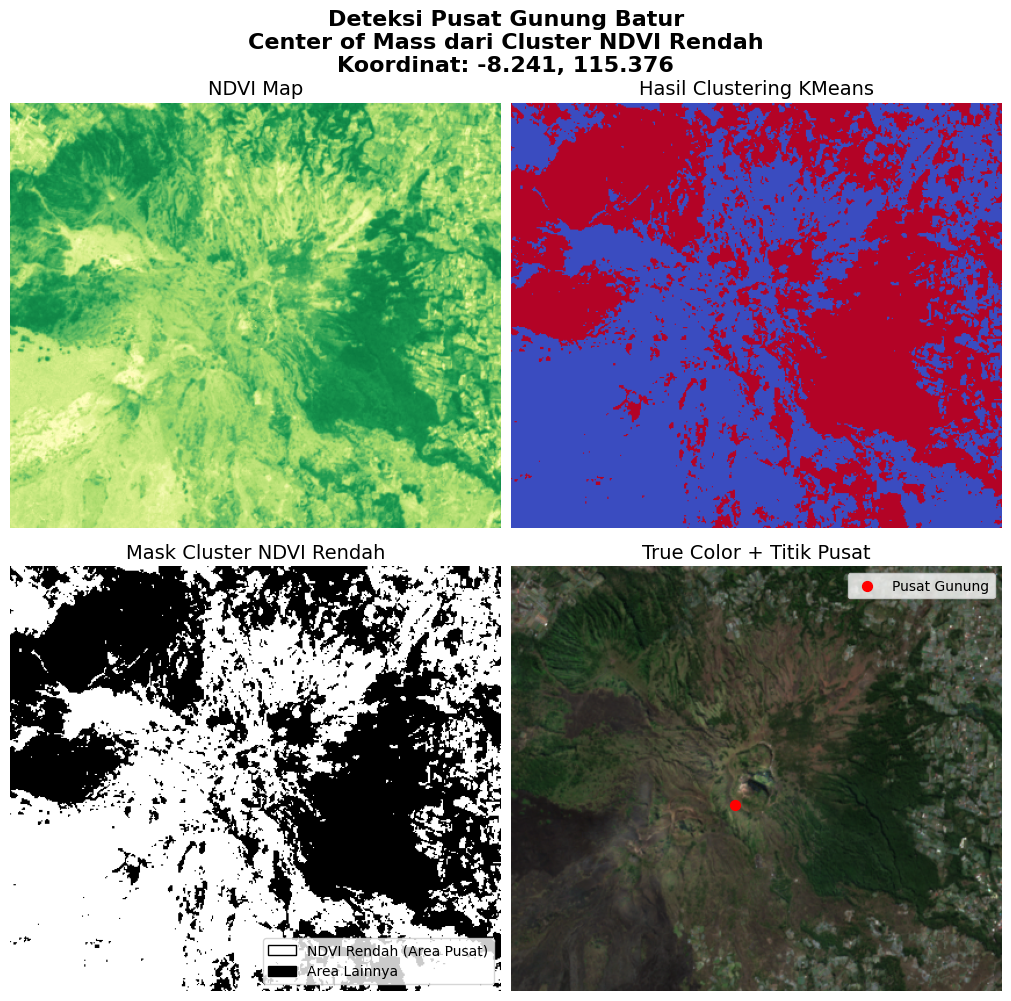 Deteksi Pusat Gunung Batur
Center of Mass dari Cluster NDVI Rendah
Koordinat: -8.241, 115.376
NDVI Map
Hasil Clustering KMeans
Mask Cluster NDVI Rendah
NDVI Rendah (Area Pusat)
Area Lainnya
True Color + Titik Pusat
Pusat Gunung